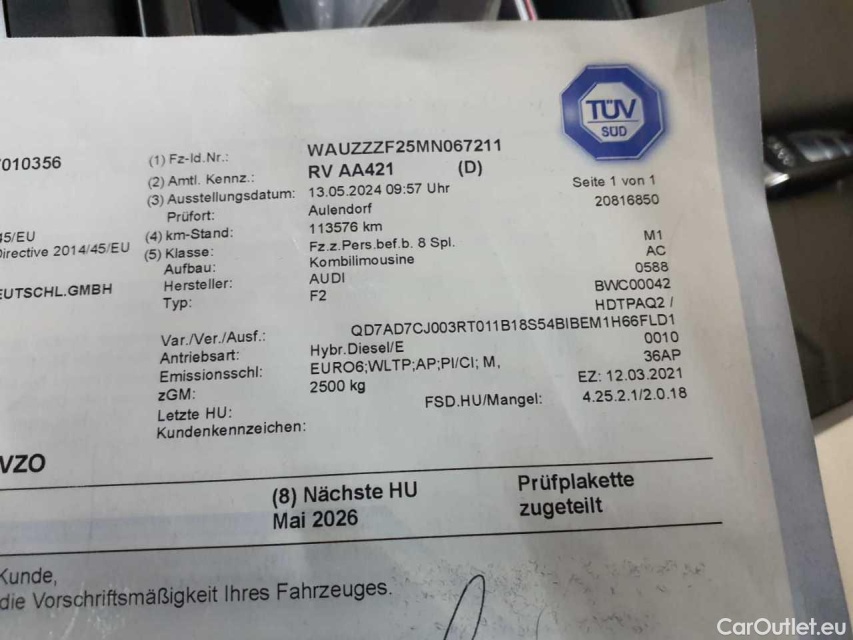 TÜV
SÜD
7010356
(1) Fz-Id.Nr.: WAUZZZF25MN067211
(2) Amtl. Kennz.: RV AA421 (D)
(3) Ausstellungsdatum: 13.05.2024 09:57 Uhr Seite 1 von 1
Prüfort: Aulendorf 20816850
45/EU (4) km-Stand: 113576 km
Directive 2014/45/EU (5) Klasse: Fz.z.Pers.bef.b. 8 Spl. M1
Aufbau: Kombilimousine AC
EUTSCHL.GMBH Hersteller: AUDI 0588
Typ: F2 BWC00042
HDTPAQ2 /
Var./Ver./Ausf.: QD7AD7CJ003RT011B18S54BIBEM1H66FLD1
Antriebsart: Hybr.Diesel/E 0010
Emissionsschl: EURO6;WLTP;AP;PI/CI; M, 36AP
zGM: 2500 kg EZ: 12.03.2021
Letzte HU: FSD.HU/Mangel: 4.25.2.1/2.0.18
Kundenkennzeichen:
VZO
(8) Nächste HU Prüfplakette
Mai 2026 zugeteilt
Kunde,
die Vorschriftsmäßigkeit Ihres Fahrzeuges.
CarOutlet.eu